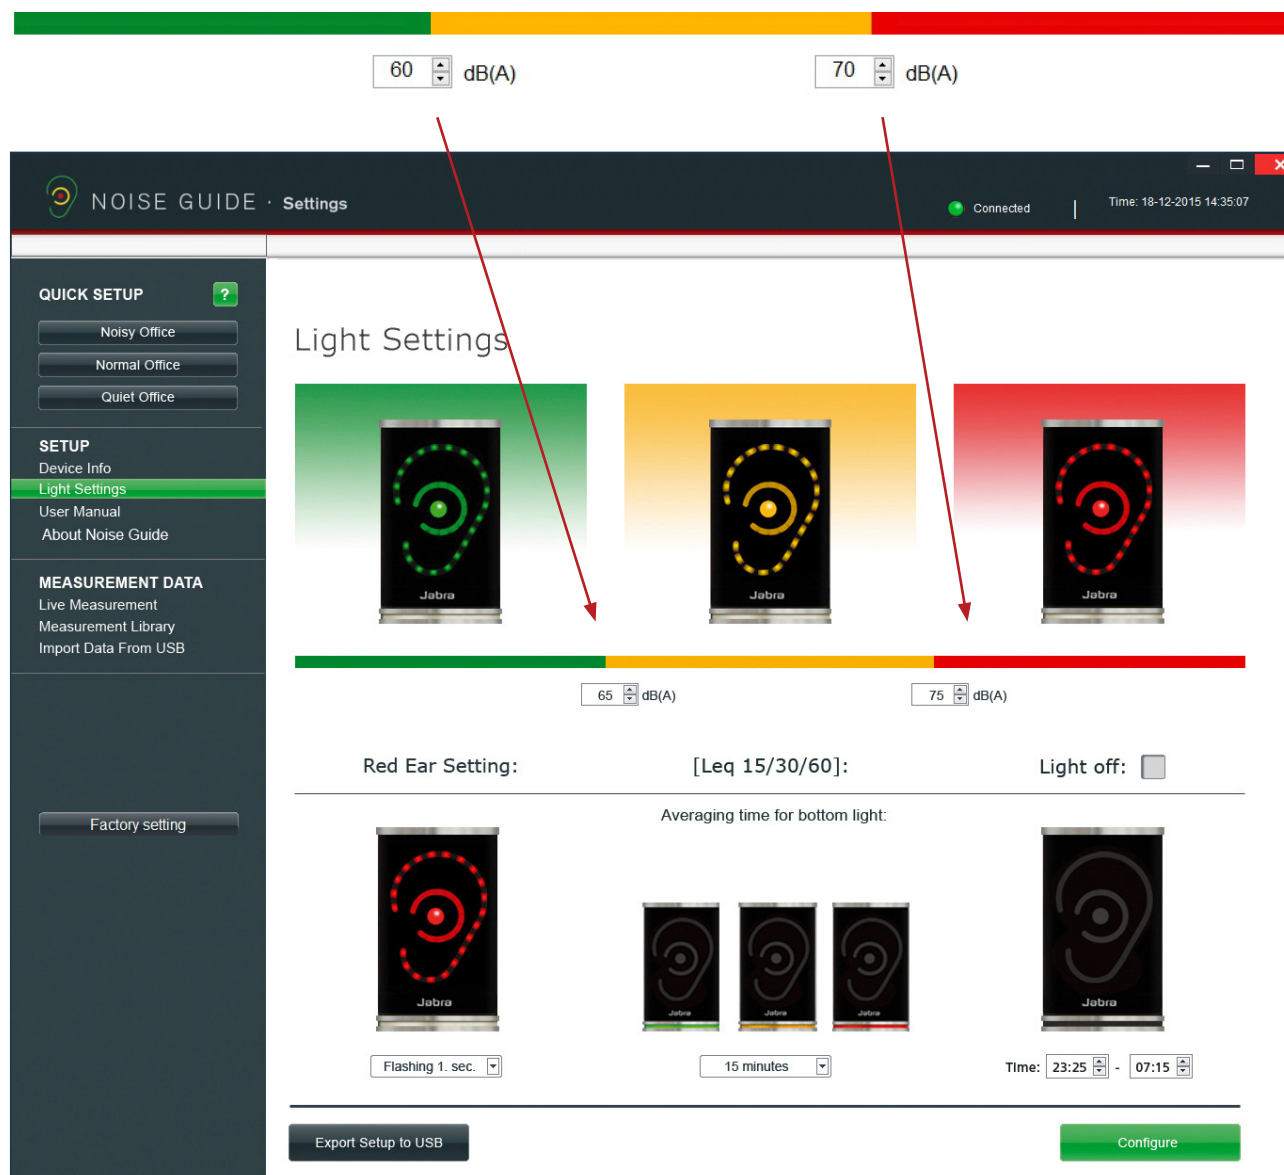 60 dB(A) 70 dB(A)
NOISE GUIDE · Settings
Connected | Time: 18-12-2015 14:35:07
QUICK SETUP ?
Noisy Office
Normal Office
Quiet Office
SETUP
Device Info
Light Settings
User Manual
About Noise Guide
MEASUREMENT DATA
Live Measurement
Measurement Library
Import Data From USB
Factory setting
Light Settings
Jabra Jabra Jabra
65 dB(A) 75 dB(A)
Red Ear Setting: [Leq 15/30/60]: Light off:
Averaging time for bottom light:
Jabra Jabra Jabra Jabra Jabra
Flashing 1. sec. 15 minutes TIme: 23:25 - 07:15
Export Setup to USB Configure